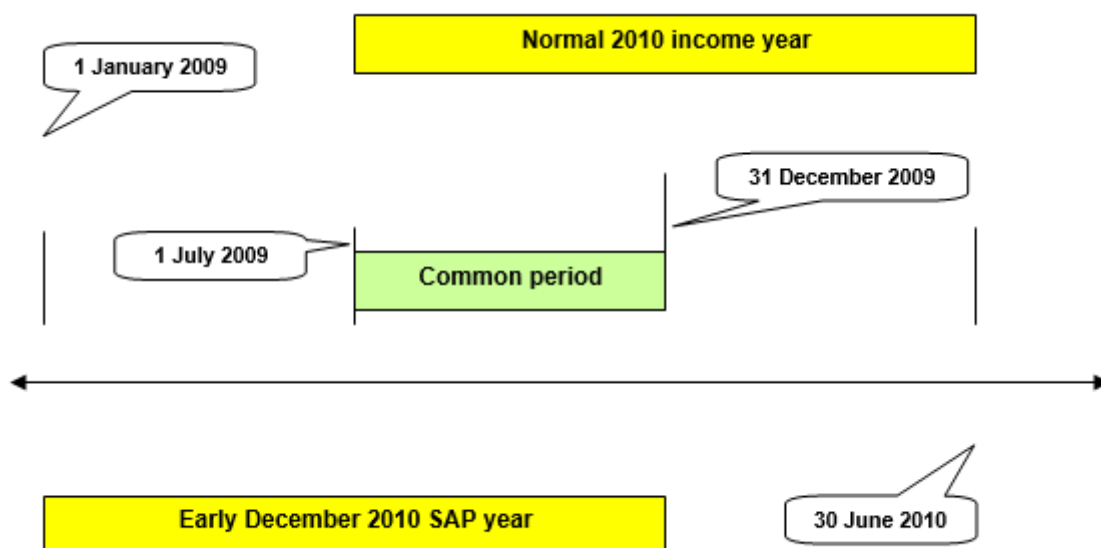 Normal 2010 income year
1 January 2009
31 December 2009
1 July 2009
Common period
Early December 2010 SAP year
30 June 2010